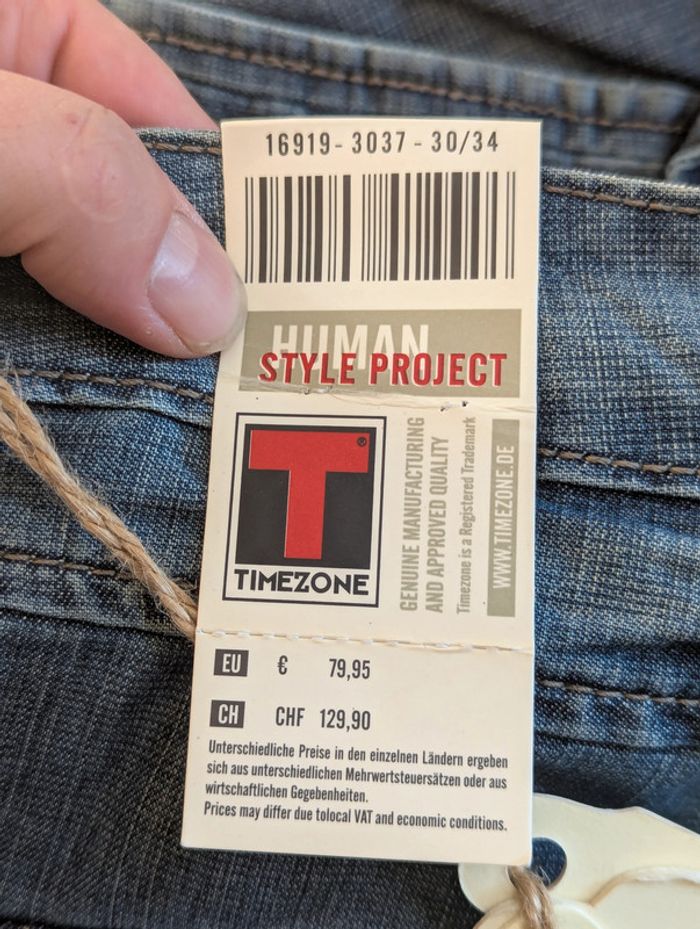 16919- 3037 - 30/34
HUMAN
STYLE PROJECT
T®
TIMEZONE
GENUINE MANUFACTURING
AND APPROVED QUALITY
Timezone is a Registered Trademark
WWW.TIMEZONE.DE
EU € 79,95
CH CHF 129,90
Unterschiedliche Preise in den einzelnen Ländern ergeben
sich aus unterschiedlichen Mehrwertsteuersätzen oder aus
wirtschaftlichen Gegebenheiten.
Prices may differ due tolocal VAT and economic conditions.